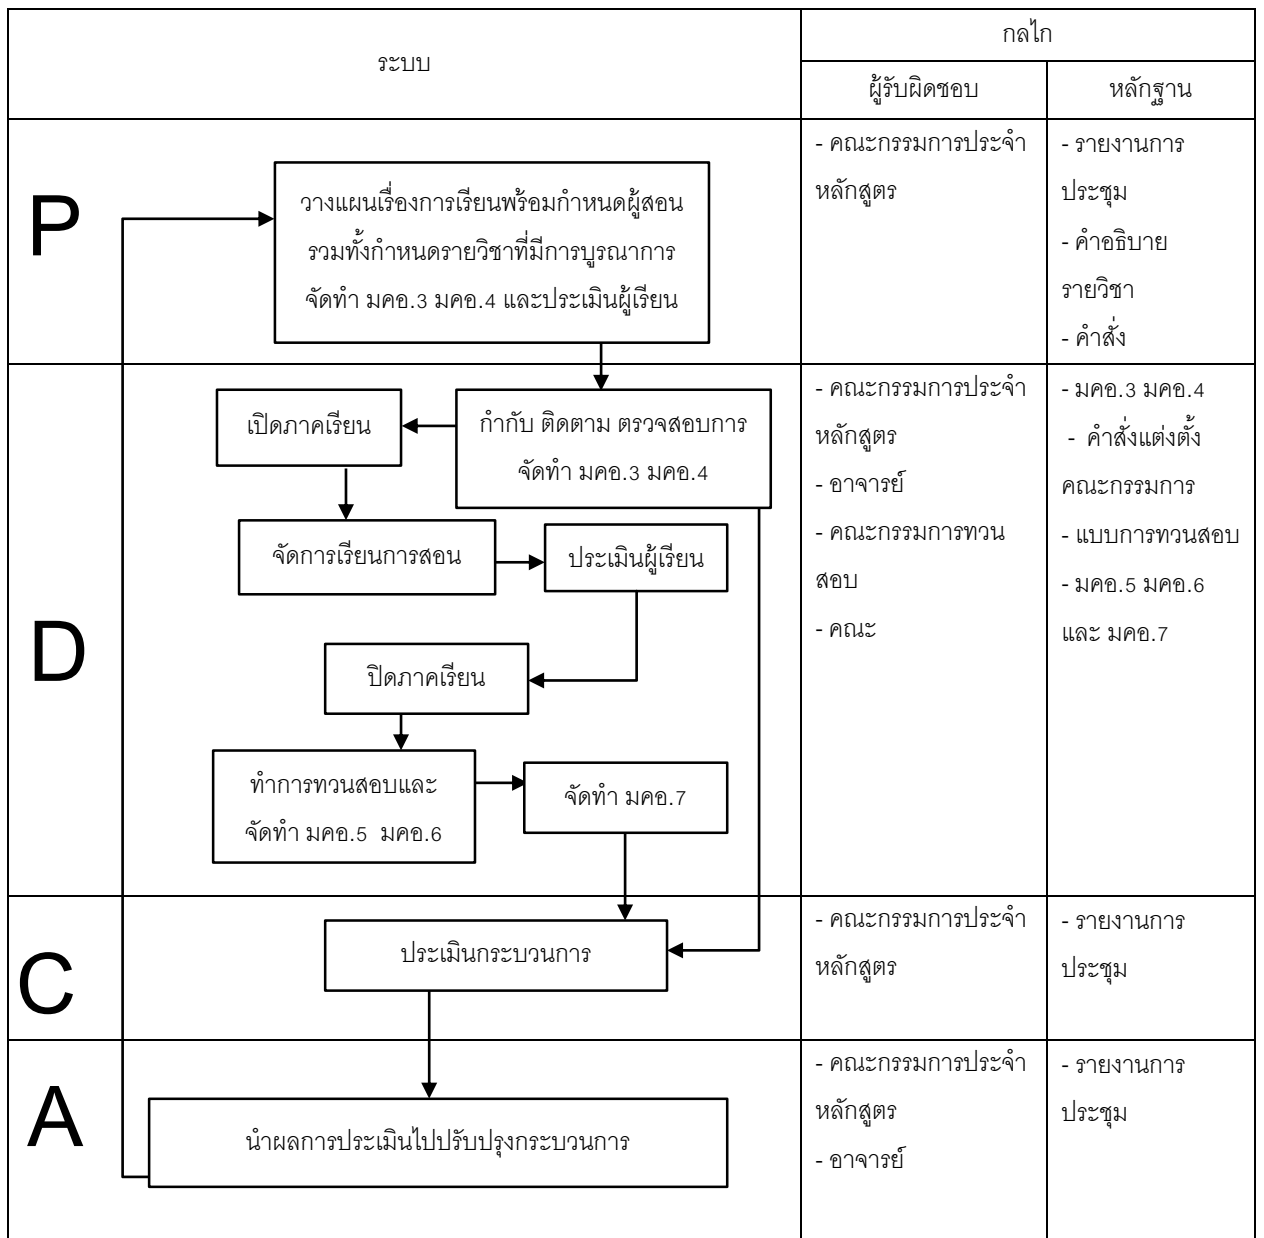 ระบบ
กลไก
ผู้รับผิดชอบ
หลักฐาน
P
วางแผนเรื่องการเรียนพร้อมกำหนดผู้สอน
รวมทั้งกำหนดรายวิชาที่มีการบูรณาการ
จัดทำ มคอ.3 มคอ.4 และประเมินผู้เรียน
- คณะกรรมการประจำ
หลักสูตร
- รายงานการ
ประชุม
- คำอธิบาย
รายวิชา
- คำสั่ง
D
เปิดภาคเรียน
กำกับ ติดตาม ตรวจสอบการ
จัดทำ มคอ.3 มคอ.4
จัดการเรียนการสอน
ประเมินผู้เรียน
ปิดภาคเรียน
ทำการทวนสอบและ
จัดทำ มคอ.5 มคอ.6
จัดทำ มคอ.7
- คณะกรรมการประจำ
หลักสูตร
- อาจารย์
- คณะกรรมการทวน
สอบ
- คณะ
- มคอ.3 มคอ.4
- คำสั่งแต่งตั้ง
คณะกรรมการ
- แบบการทวนสอบ
- มคอ.5 มคอ.6
และ มคอ.7
C
ประเมินกระบวนการ
- คณะกรรมการประจำ
หลักสูตร
- รายงานการ
ประชุม
A
นำผลการประเมินไปปรับปรุงกระบวนการ
- คณะกรรมการประจำ
หลักสูตร
- อาจารย์
- รายงานการ
ประชุม